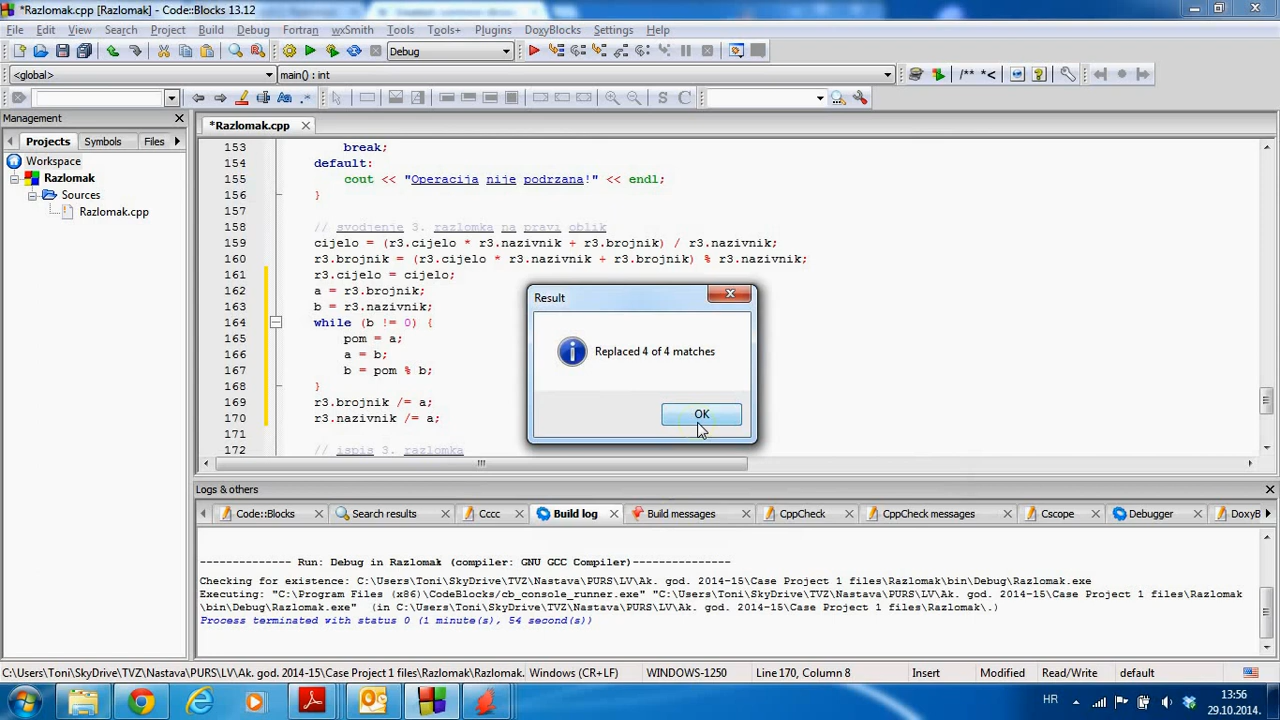 *Razlomak.cpp [Razlomak] - Code::Blocks 13.12
File Edit View Search Project Build Debug Fortran wxSmith Tools Tools+ Plugins DoxyBlocks Settings Help
Debug
<global> main() : int /** *<
Management
*Razlomak.cpp
Projects Symbols Files
Workspace
Razlomak
Sources
Razlomak.cpp
153 break;
154 default:
155 cout << "Operacija nije podrzana!" << endl;
156 }
157
158 // svodjenje 3. razlomka na pravi oblik
159 cijelo = (r3.cijelo * r3.nazivnik + r3.brojnik) / r3.nazivnik;
160 r3.brojnik = (r3.cijelo * r3.nazivnik + r3.brojnik) % r3.nazivnik;
161 r3.cijelo = cijelo;
162 a = r3.brojnik;
163 b = r3.nazivnik;
164 while (b != 0) {
165 pom = a;
166 a = b;
167 b = pom % b;
168 }
169 r3.brojnik /= a;
170 r3.nazivnik /= a;
171
172 // ispis 3. razlomka
Result
Replaced 4 of 4 matches
OK
Logs & others
Code::Blocks Search results Cccc Build log Build messages CppCheck CppCheck messages Cscope Debugger DoxyB
-------------- Run: Debug in Razlomak (compiler: GNU GCC Compiler)---------------
Checking for existence: C:\Users\Toni\SkyDrive\TVZ\Nastava\PURS\LV\Ak. god. 2014-15\Case Project 1 files\Razlomak\bin\Debug\Razlomak.exe
Executing: "C:\Program Files (x86)\CodeBlocks/cb_console_runner.exe" "C:\Users\Toni\SkyDrive\TVZ\Nastava\PURS\LV\Ak. god. 2014-15\Case Project 1 files\Razlomak
\bin\Debug\Razlomak.exe" (in C:\Users\Toni\SkyDrive\TVZ\Nastava\PURS\LV\Ak. god. 2014-15\Case Project 1 files\Razlomak\.)
Process terminated with status 0 (1 minute(s), 54 second(s))
C:\Users\Toni\SkyDrive\TVZ\Nastava\PURS\LV\Ak. god. 2014-15\Case Project 1 files\Razlomak\Razlomak. Windows (CR+LF) WINDOWS-1250 Line 170, Column 8 Insert Modified Read/Write default
HR
13:56
29.10.2014.